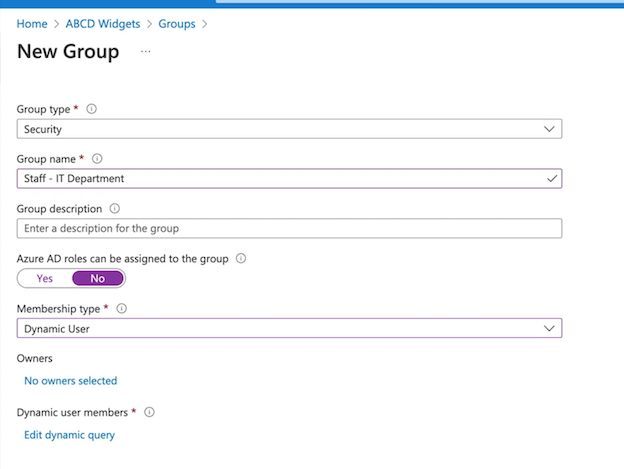 Home > ABCD Widgets > Groups >
New Group ...
Group type *
Security
Group name *
Staff - IT Department
Group description
Enter a description for the group
Azure AD roles can be assigned to the group
Yes No
Membership type *
Dynamic User
Owners
No owners selected
Dynamic user members *
Edit dynamic query